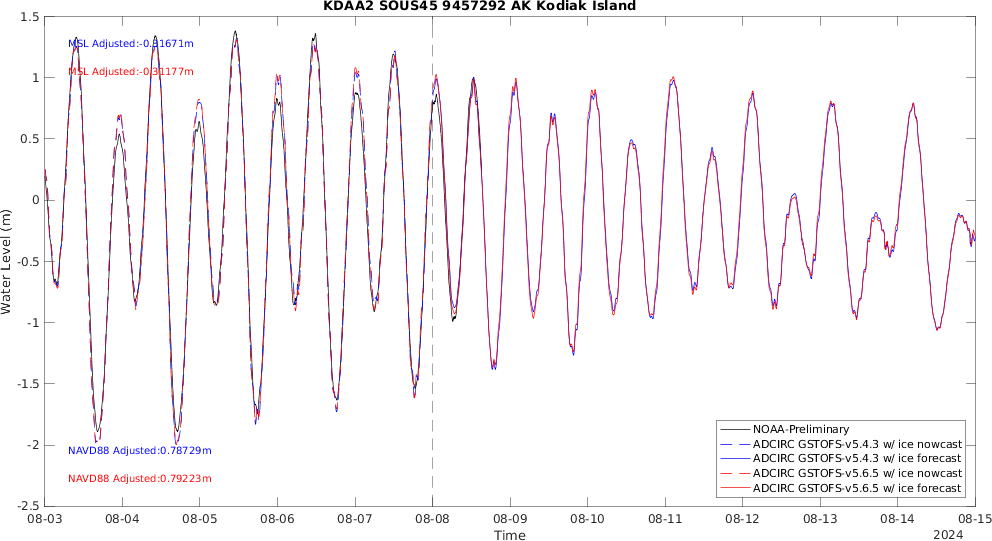 KDAA2 SOUS45 9457292 AK Kodiak Island
1.5
1
0.5
0
-0.5
-1
-1.5
-2
-2.5
Water Level (m)
MSL Adjusted:-0.31671m
MSL Adjusted:-0.31177m
NAVD88 Adjusted:0.78729m
NAVD88 Adjusted:0.79223m
NOAA-Preliminary
ADCIRC GSTOFS-v5.4.3 w/ ice nowcast
ADCIRC GSTOFS-v5.4.3 w/ ice forecast
ADCIRC GSTOFS-v5.6.5 w/ ice nowcast
ADCIRC GSTOFS-v5.6.5 w/ ice forecast
08-03 08-04 08-05 08-06 08-07 08-08 08-09 08-10 08-11 08-12 08-13 08-14 08-15
Time
2024